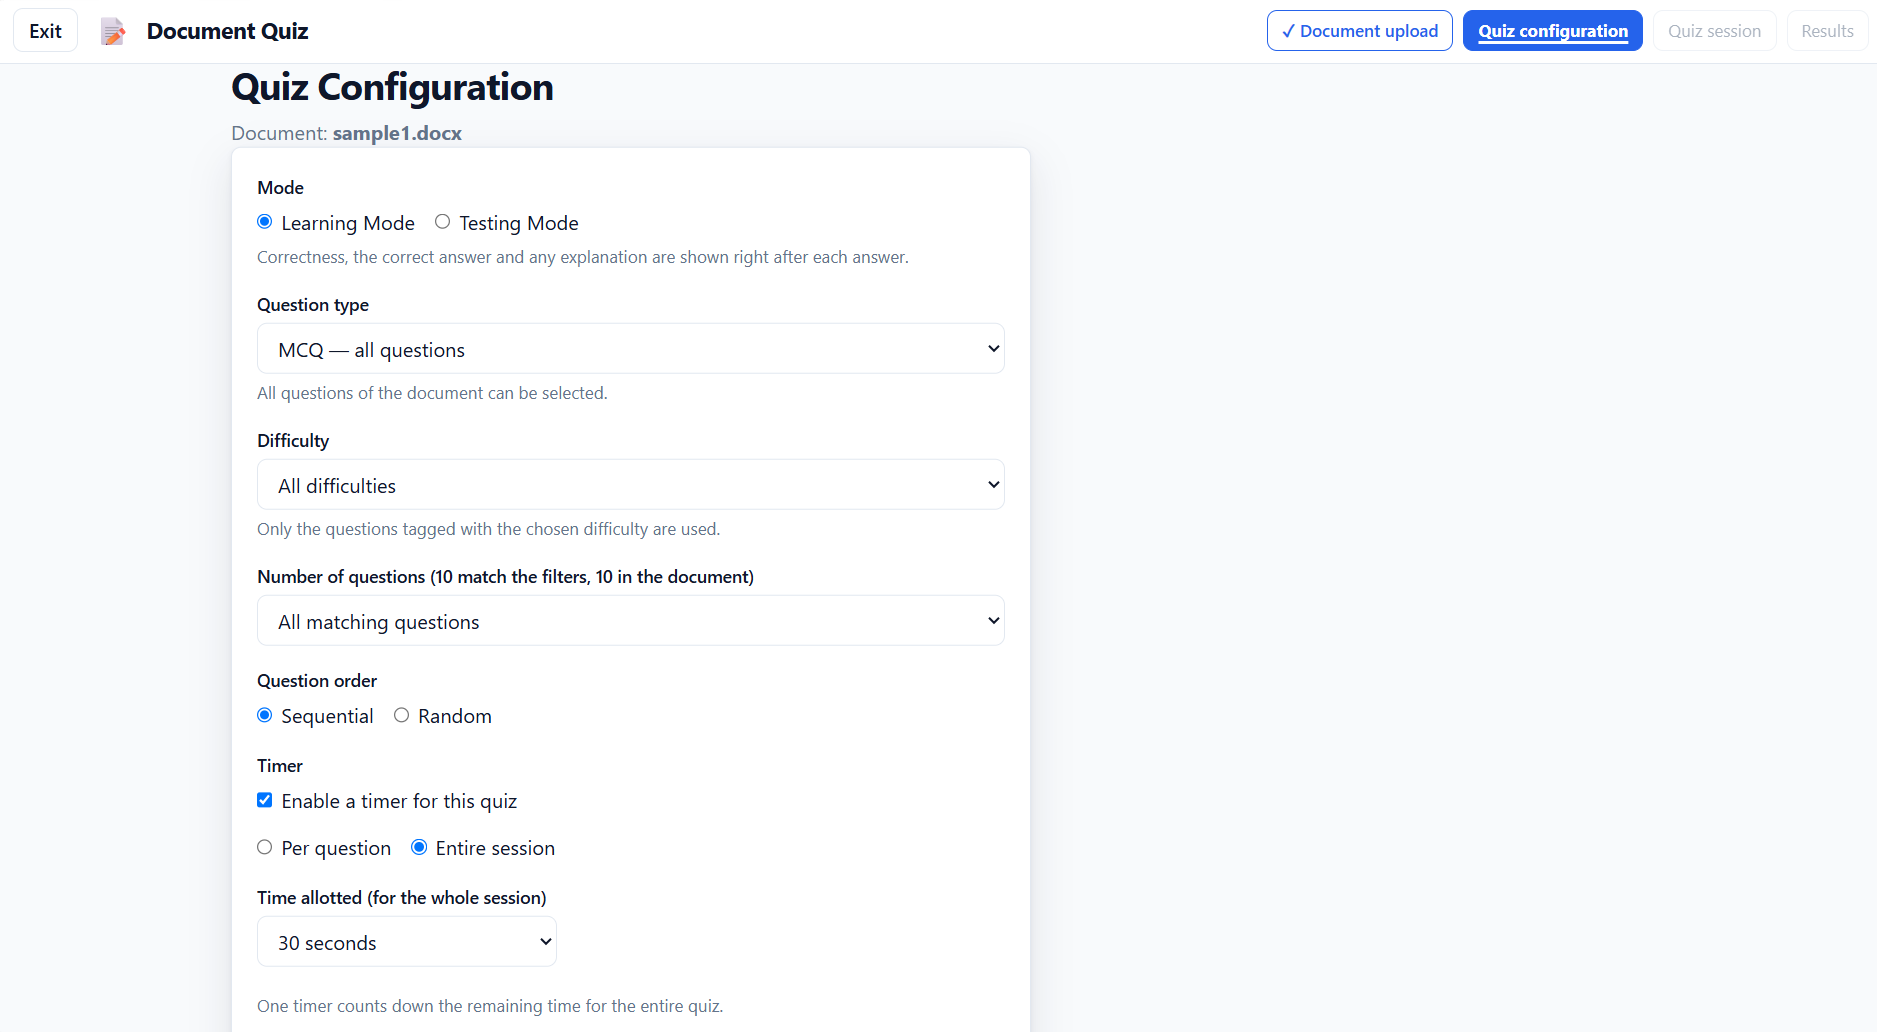 Exit
Document Quiz
✓ Document upload
Quiz configuration
Quiz session
Results
Quiz Configuration
Document: sample1.docx
Mode
Learning Mode
Testing Mode
Correctness, the correct answer and any explanation are shown right after each answer.
Question type
MCQ — all questions
All questions of the document can be selected.
Difficulty
All difficulties
Only the questions tagged with the chosen difficulty are used.
Number of questions (10 match the filters, 10 in the document)
All matching questions
Question order
Sequential
Random
Timer
Enable a timer for this quiz
Per question
Entire session
Time allotted (for the whole session)
30 seconds
One timer counts down the remaining time for the entire quiz.